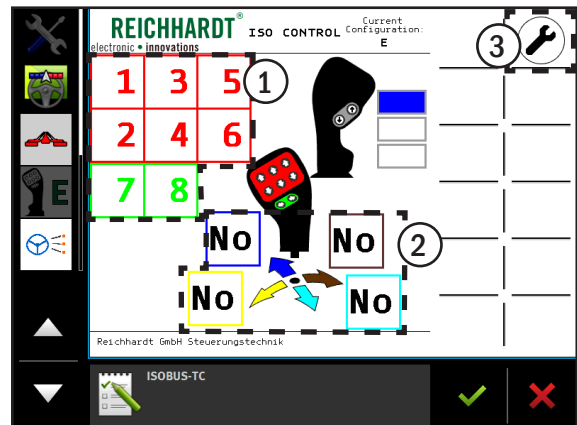 REICHHARDT®
electronic • innovations
ISO CONTROL
Current
Configuration:
E
3
1 3 5
1
2 4 6
7 8
E
No No
2
No No
Reichhardt GmbH Steuerungstechnik
ISOBUS-TC